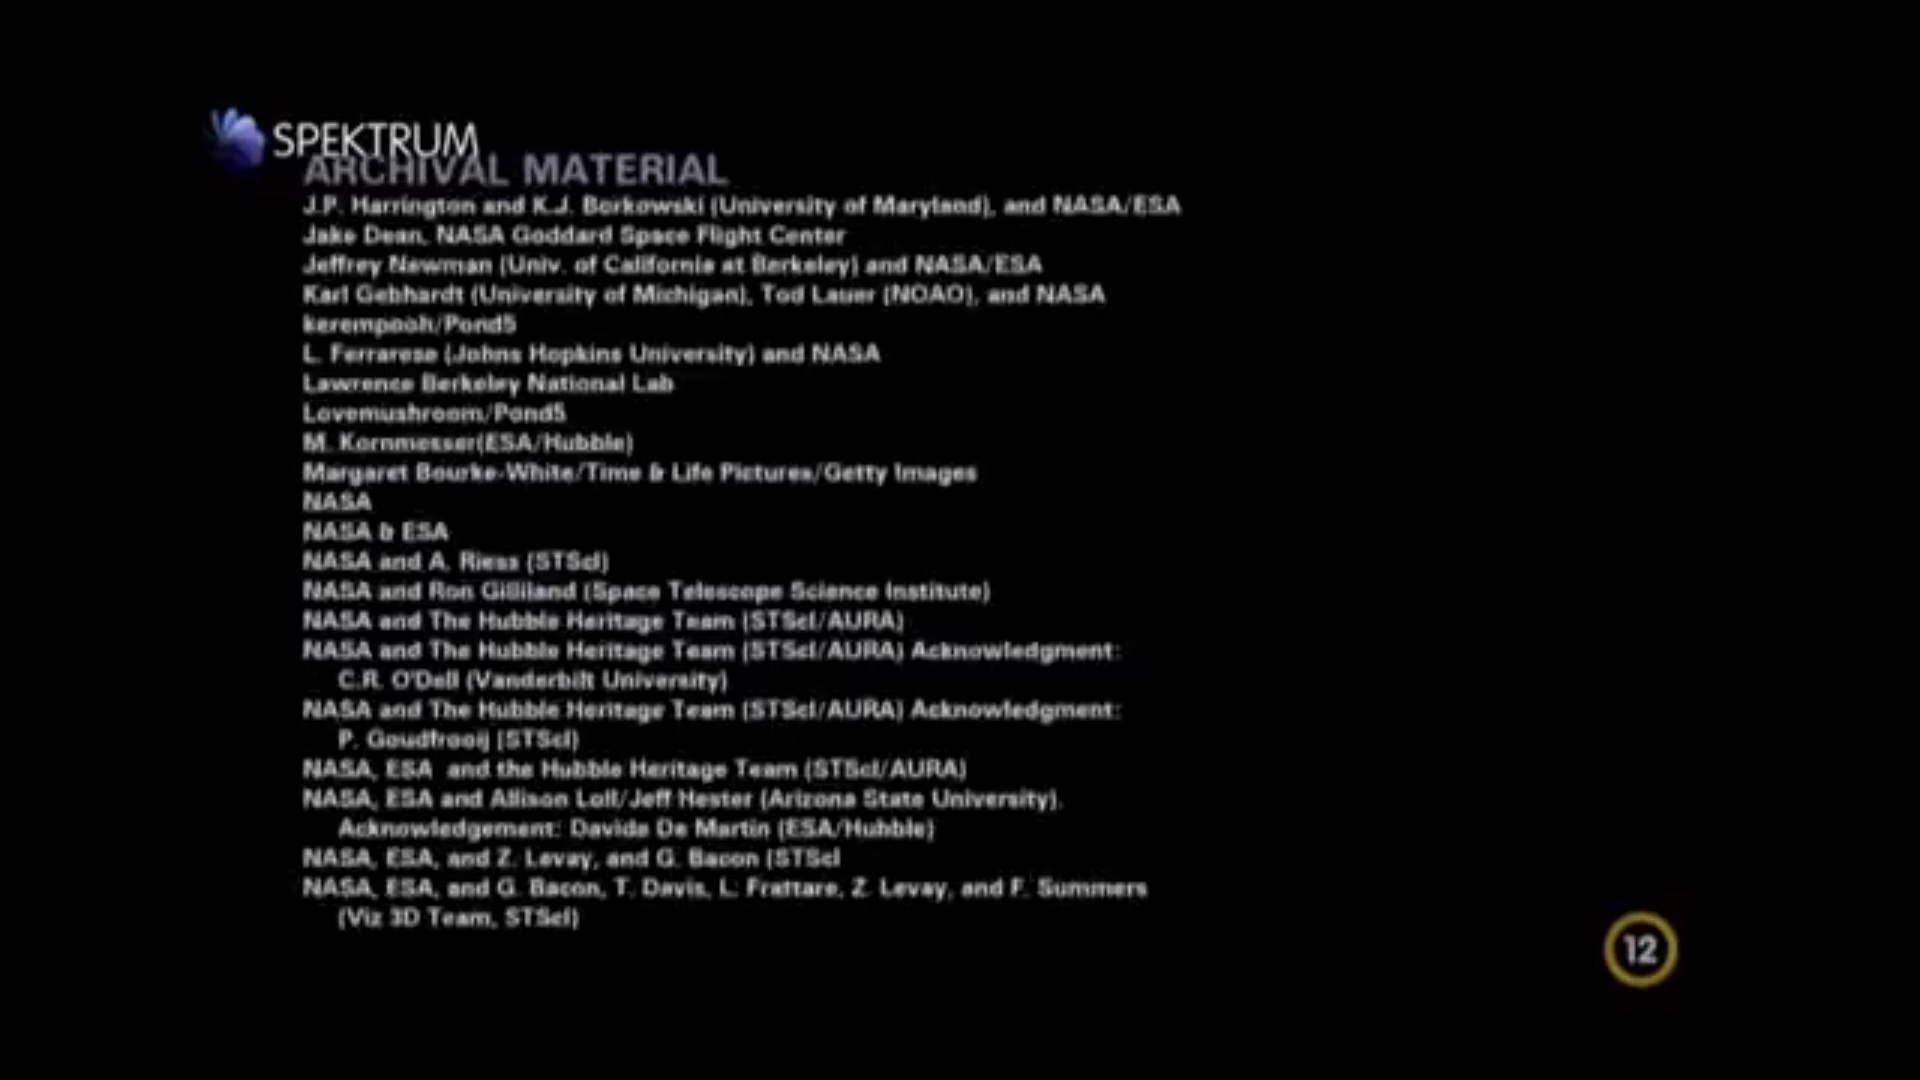 SPEKTRUM
ARCHIVAL MATERIAL
J.P. Harrington and K.J. Borkowski (University of Maryland), and NASA/ESA
Jake Dean, NASA Goddard Space Flight Center
Jeffrey Newman (Univ. of California at Berkeley) and NASA/ESA
Karl Gebhardt (University of Michigan), Tod Lauer (NOAO), and NASA
kerempooh/Pond5
L. Ferrarese (Johns Hopkins University) and NASA
Lawrence Berkeley National Lab
Lovemushroom/Pond5
M. Kornmesser(ESA/Hubble)
Margaret Bourke-White/Time & Life Pictures/Getty Images
NASA
NASA & ESA
NASA and A. Riess (STScI)
NASA and Ron Gilliland (Space Telescope Science Institute)
NASA and The Hubble Heritage Team (STScI/AURA)
NASA and The Hubble Heritage Team (STScI/AURA) Acknowledgment:
C.R. O'Dell (Vanderbilt University)
NASA and The Hubble Heritage Team (STScI/AURA) Acknowledgment:
P. Goudfrooij (STScI)
NASA, ESA and the Hubble Heritage Team (STScI/AURA)
NASA, ESA and Allison Loll/Jeff Hester (Arizona State University).
Acknowledgement: Davide De Martin (ESA/Hubble)
NASA, ESA, and Z. Levay, and G. Bacon (STScI
NASA, ESA, and G. Bacon, T. Davis, L. Frattare, Z. Levay, and F. Summers
(Viz 3D Team, STScI)
12